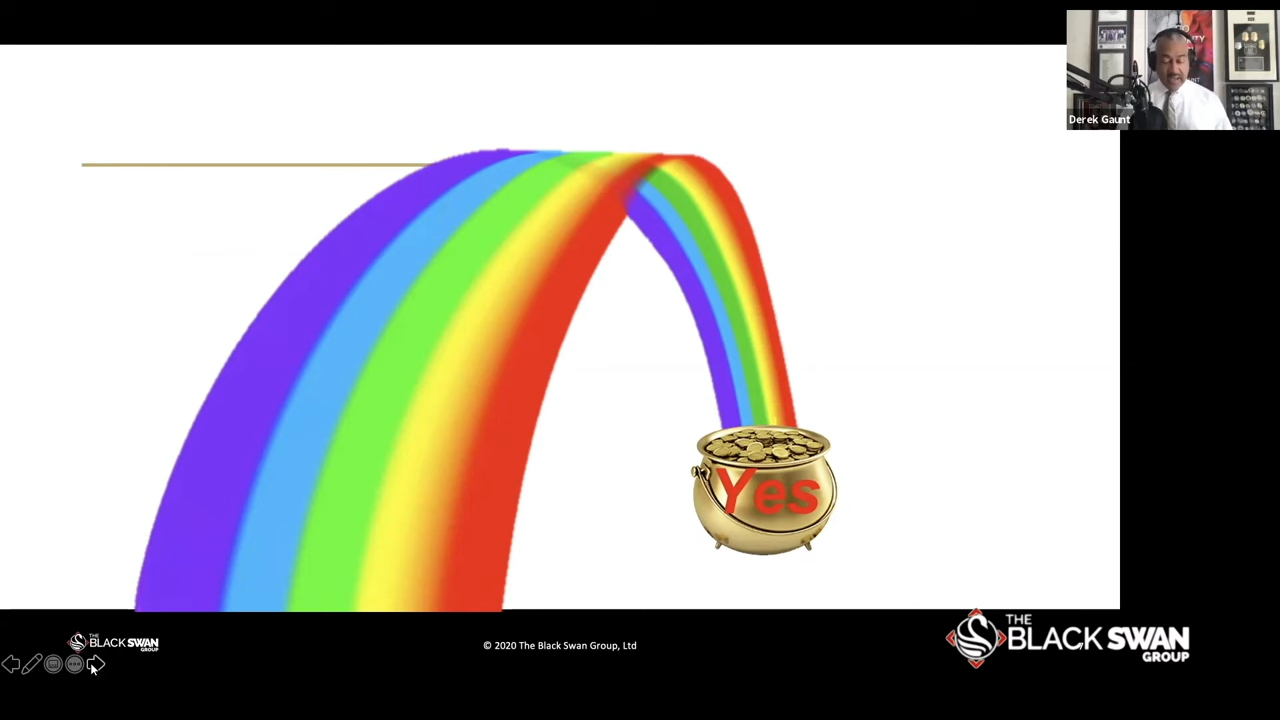 Derek Gaunt
Yes
THE
BLACK SWAN
GROUP
© 2020 The Black Swan Group, Ltd
THE
BLACK SWAN
GROUP